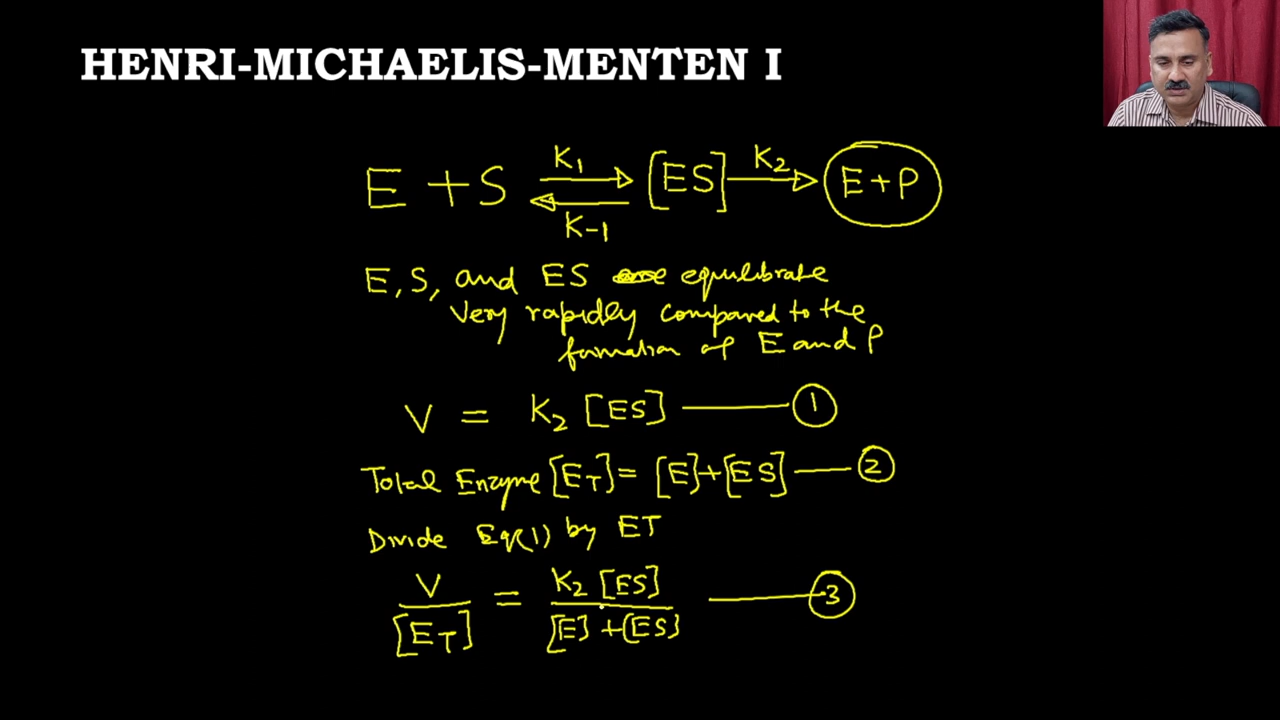 HENRI-MICHAELIS-MENTEN I
E + S K1 K-1 [ES] K2 E+P
E, S, and ES equilibrate
Very rapidly compared to the
formation of E and P
V = K2 [ES] 1
Total Enzyme [ET] = [E]+[ES] 2
Divide Eq(1) by ET
V / [ET] = K2 [ES] / [E]+[ES] 3